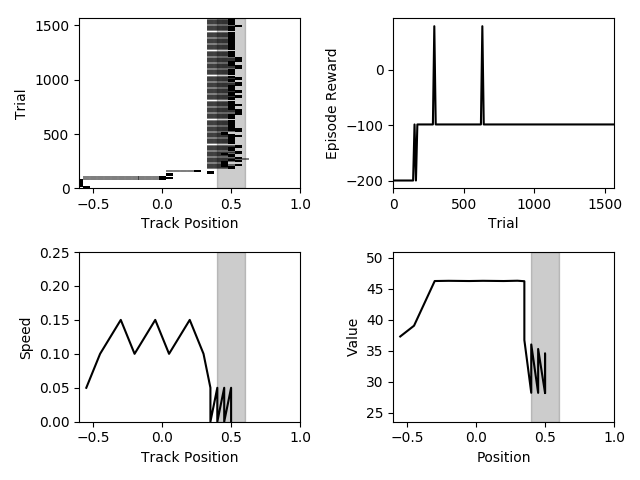 1500
1000
500
0
Trial
−0.5 0.0 0.5 1.0
Track Position
0
−100
−200
Episode Reward
0 500 1000 1500
Trial
0.25
0.20
0.15
0.10
0.05
0.00
Speed
−0.5 0.0 0.5 1.0
Track Position
50
45
40
35
30
25
Value
−0.5 0.0 0.5 1.0
Position